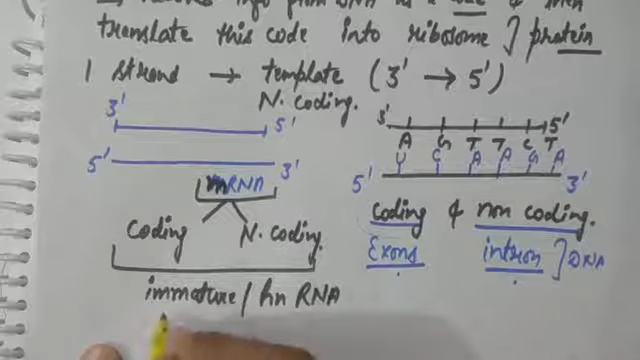 translate this code into ribosome } protein
1 strand → template (3' → 5')
N. coding.
3' 5'
5' 3'
3' 5'
A G T T C T
U C A A G A
5' 3'
mRNA
Coding N. coding.
immature / hn RNA
coding & non coding.
Exons intron } DNA